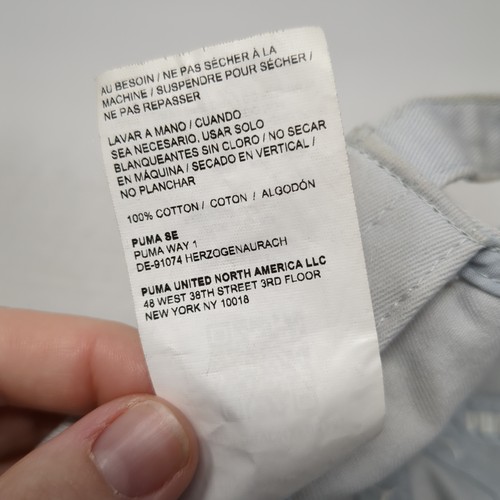 AU BESOIN / NE PAS SÉCHER À LA
MACHINE / SUSPENDRE POUR SÉCHER /
NE PAS REPASSER
LAVAR A MANO / CUANDO
SEA NECESARIO, USAR SOLO
BLANQUEANTES SIN CLORO / NO SECAR
EN MÁQUINA / SECADO EN VERTICAL /
NO PLANCHAR
100% COTTON / COTON / ALGODÓN
PUMA SE
PUMA WAY 1
DE-91074 HERZOGENAURACH
PUMA UNITED NORTH AMERICA LLC
48 WEST 38TH STREET 3RD FLOOR
NEW YORK NY 10018